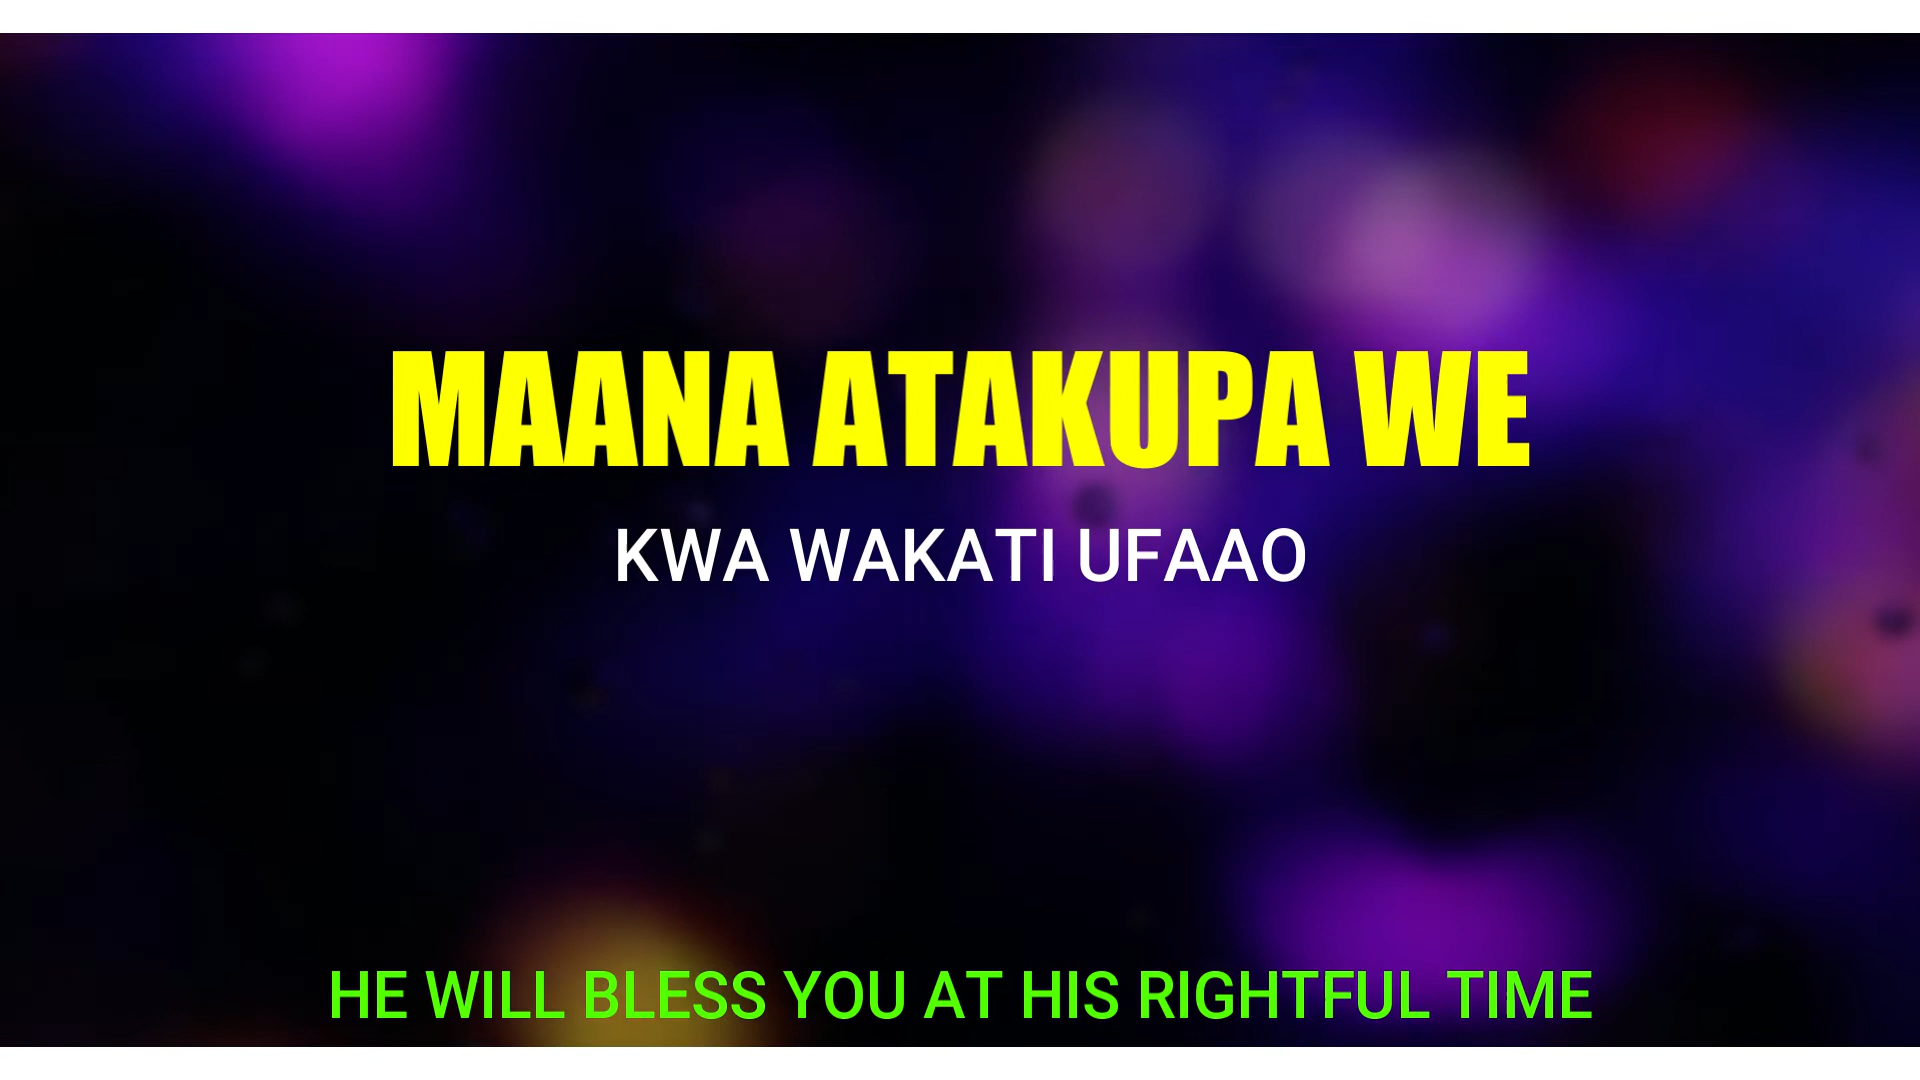 MAANA ATAKUPA WE
KWA WAKATI UFAAO
HE WILL BLESS YOU AT HIS RIGHTFUL TIME